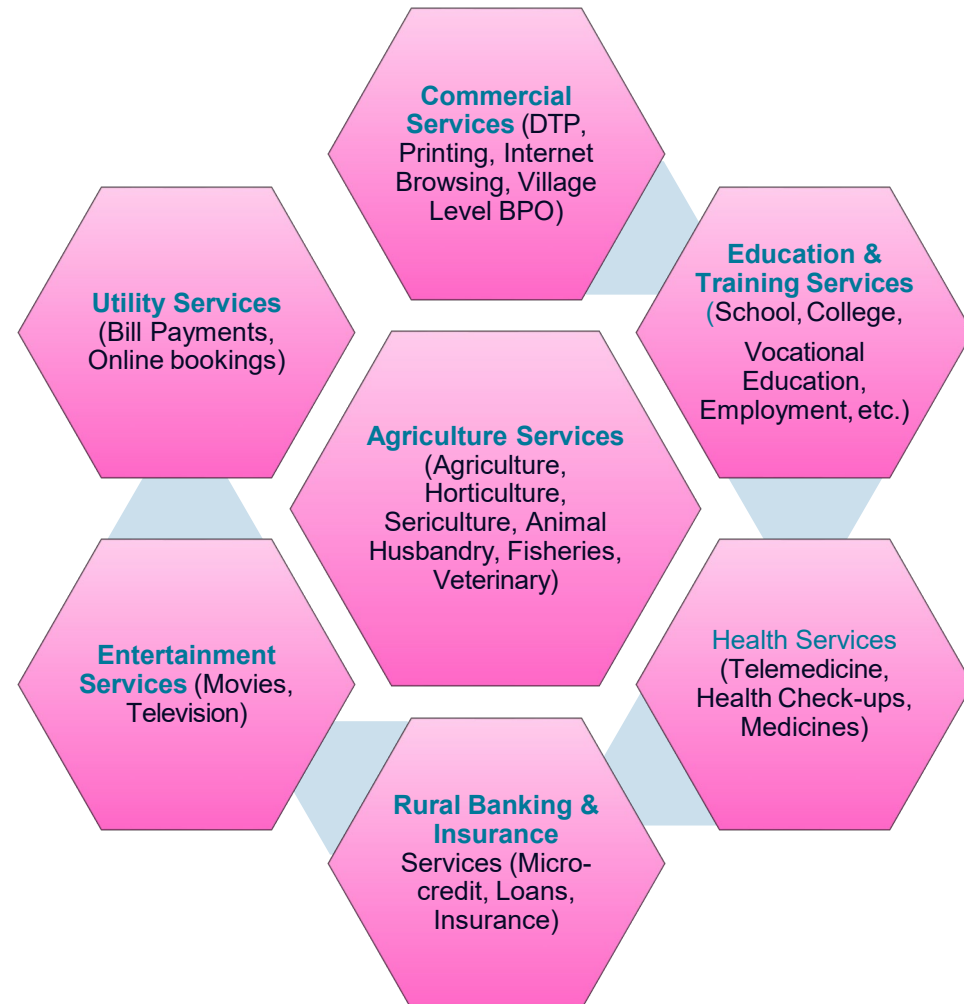 Commercial
Services (DTP,
Printing, Internet
Browsing, Village
Level BPO)
Education &
Training Services
(School, College,
Vocational
Education,
Employment, etc.)
Utility Services
(Bill Payments,
Online bookings)
Agriculture Services
(Agriculture,
Horticulture,
Sericulture, Animal
Husbandry, Fisheries,
Veterinary)
Health Services
(Telemedicine,
Health Check-ups,
Medicines)
Entertainment
Services (Movies,
Television)
Rural Banking &
Insurance
Services (Micro-
credit, Loans,
Insurance)